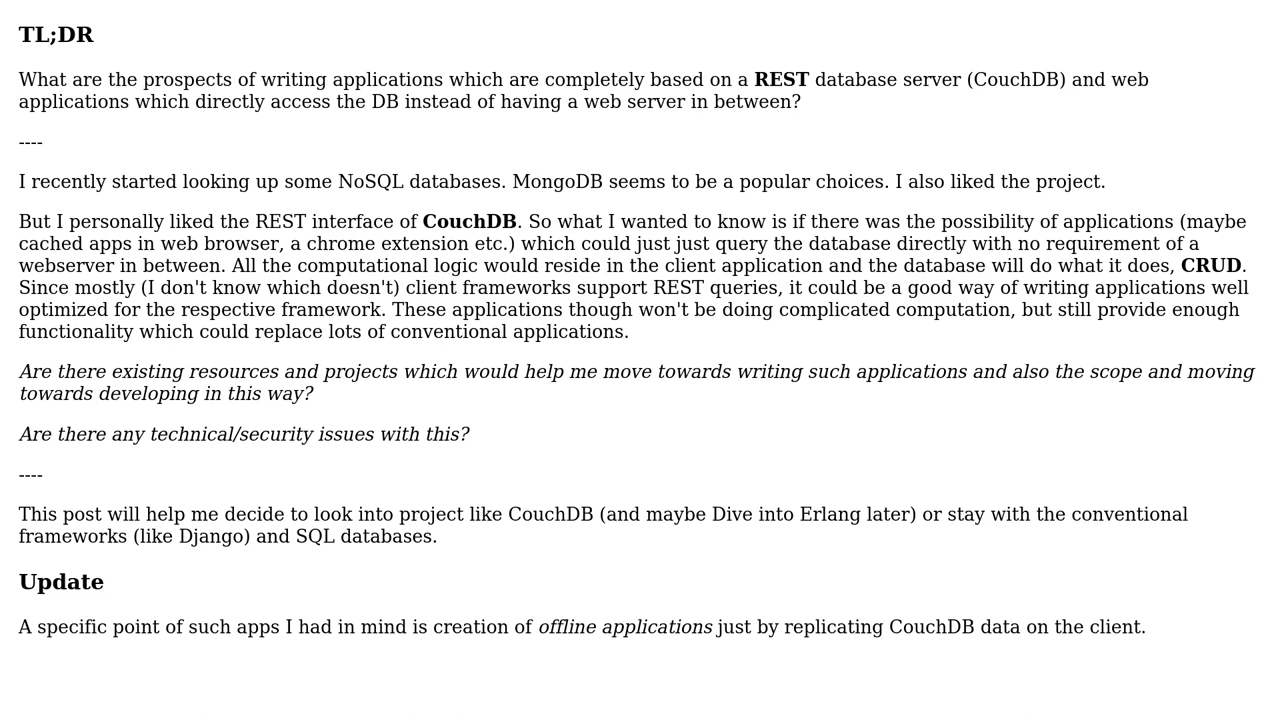 TL;DR
What are the prospects of writing applications which are completely based on a REST database server (CouchDB) and web
applications which directly access the DB instead of having a web server in between?
----
I recently started looking up some NoSQL databases. MongoDB seems to be a popular choices. I also liked the project.
But I personally liked the REST interface of CouchDB. So what I wanted to know is if there was the possibility of applications (maybe
cached apps in web browser, a chrome extension etc.) which could just just query the database directly with no requirement of a
webserver in between. All the computational logic would reside in the client application and the database will do what it does, CRUD.
Since mostly (I don't know which doesn't) client frameworks support REST queries, it could be a good way of writing applications well
optimized for the respective framework. These applications though won't be doing complicated computation, but still provide enough
functionality which could replace lots of conventional applications.
Are there existing resources and projects which would help me move towards writing such applications and also the scope and moving
towards developing in this way?
Are there any technical/security issues with this?
----
This post will help me decide to look into project like CouchDB (and maybe Dive into Erlang later) or stay with the conventional
frameworks (like Django) and SQL databases.
Update
A specific point of such apps I had in mind is creation of offline applications just by replicating CouchDB data on the client.